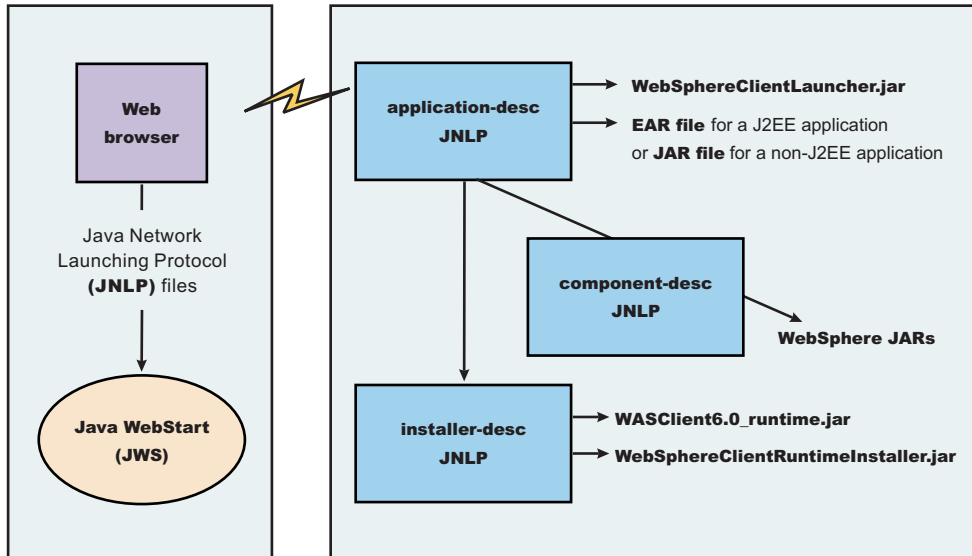 Web
browser
Java Network
Launching Protocol
(JNLP) files
Java WebStart
(JWS)
application-desc
JNLP
WebSphereClientLauncher.jar
EAR file for a J2EE application
or JAR file for a non-J2EE application
component-desc
JNLP
WebSphere JARs
installer-desc
JNLP
WASClient6.0_runtime.jar
WebSphereClientRuntimeInstaller.jar